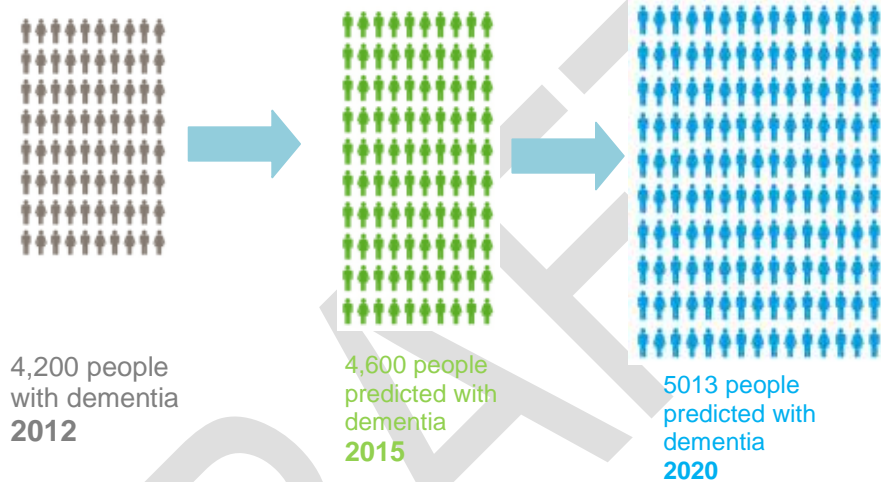 4,200 people
with dementia
2012
4,600 people
predicted with
dementia
2015
5013 people
predicted with
dementia
2020
DRAFT